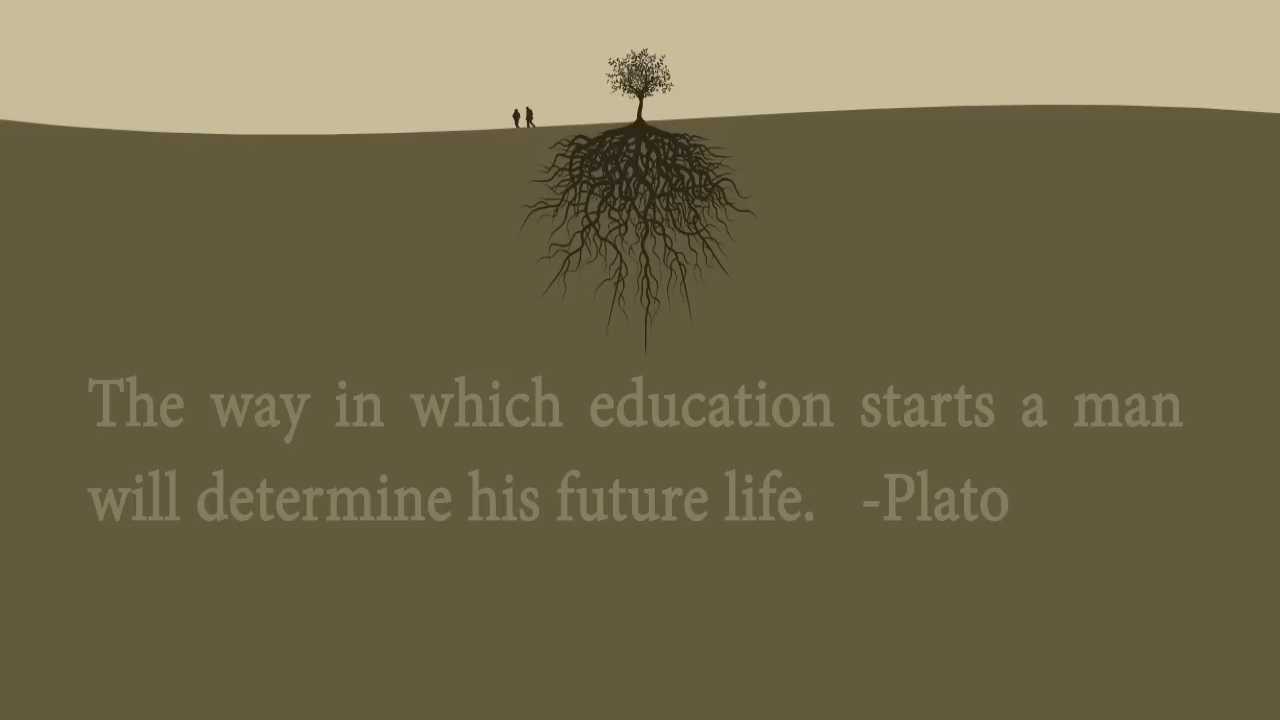 The way in which education starts a man
will determine his future life. -Plato